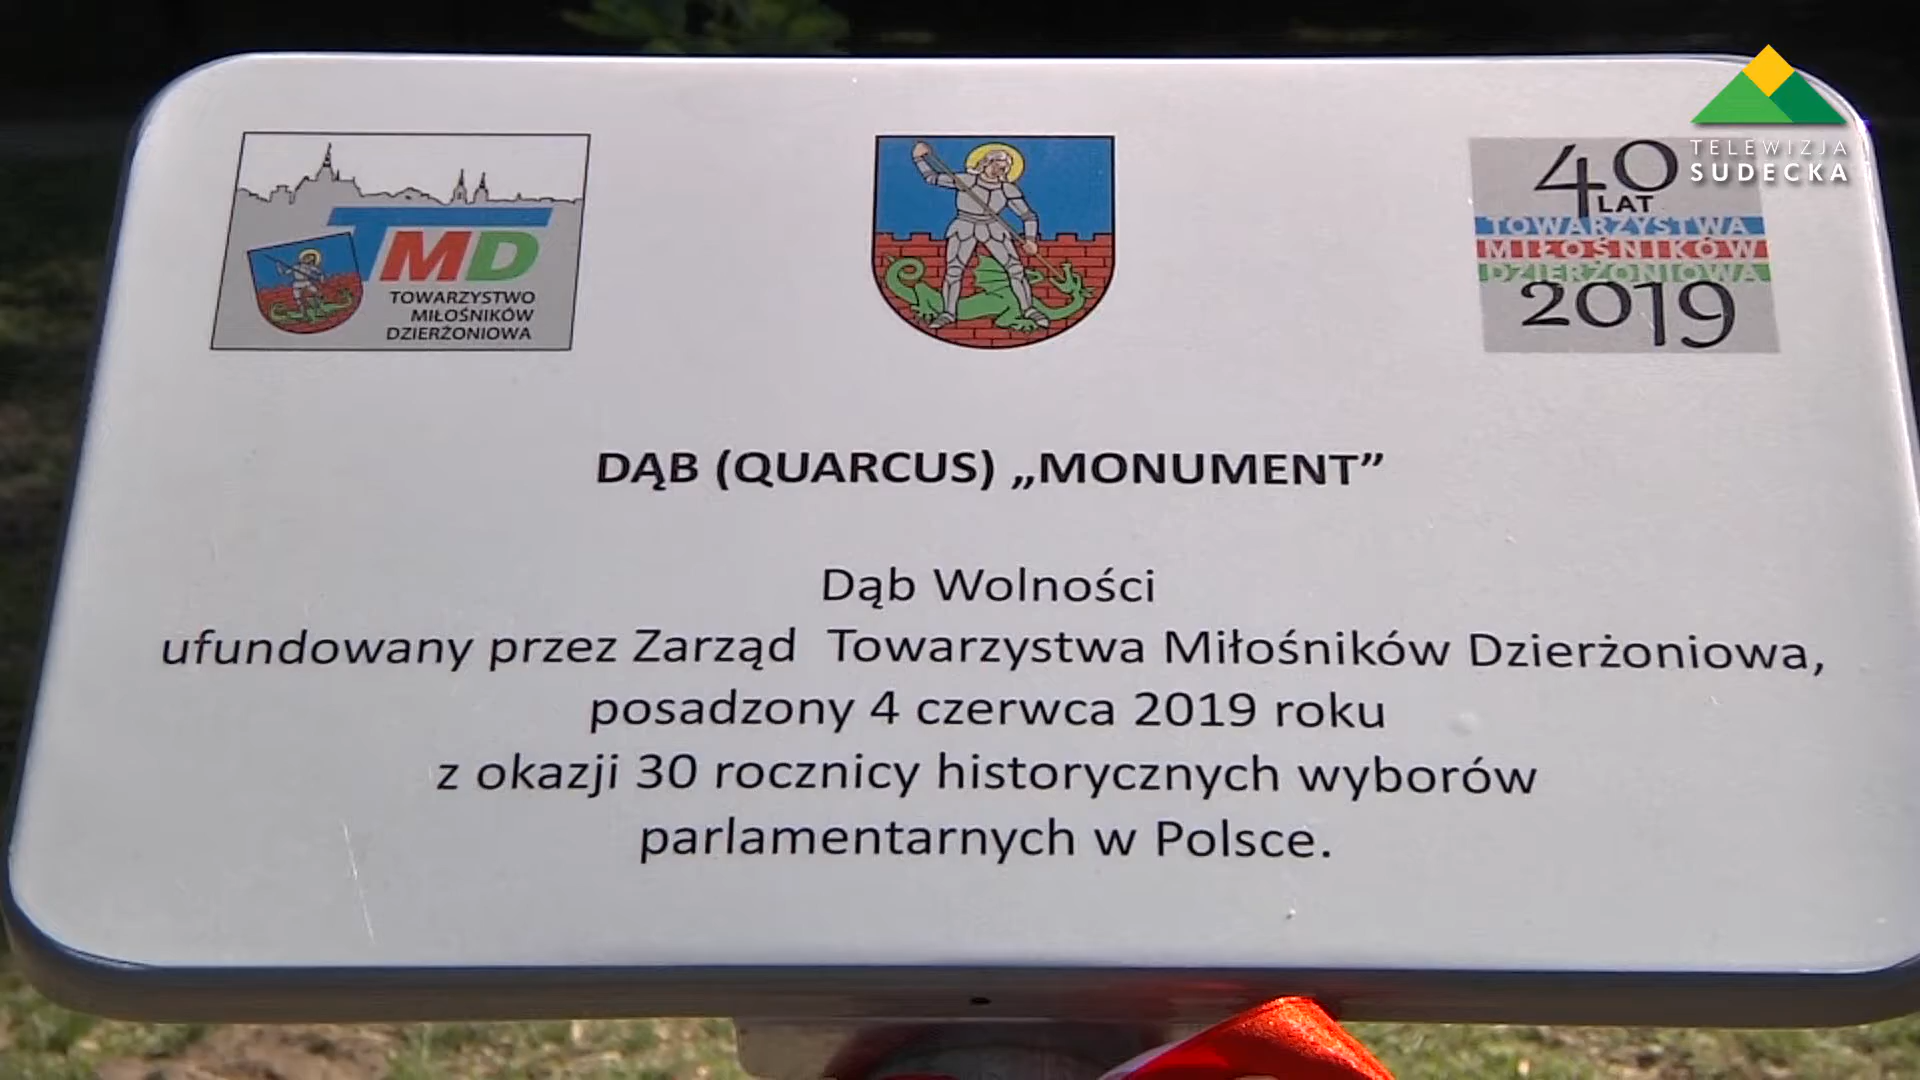 TELEWIZJA
SUDECKA
TMD
TOWARZYSTWO
MIŁOŚNIKÓW
DZIERŻONIOWA
40
LAT
TOWARZYSTWA
MIŁOŚNIKÓW
DZIERŻONIOWA
2019
DĄB (QUARCUS) „MONUMENT”
Dąb Wolności
ufundowany przez Zarząd Towarzystwa Miłośników Dzierżoniowa,
posadzony 4 czerwca 2019 roku
z okazji 30 rocznicy historycznych wyborów
parlamentarnych w Polsce.